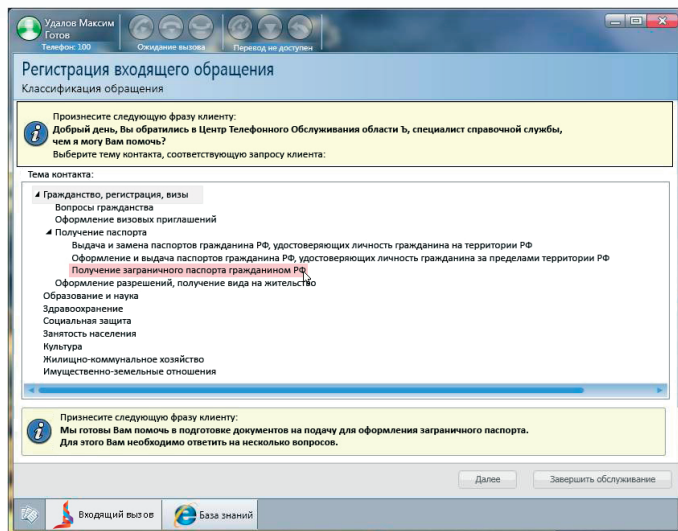 Удалов Максим
Готов
Телефон: 100
Ожидание вызова
Перевод не доступен
Регистрация входящего обращения
Классификация обращения
Произнесите следующую фразу клиенту:
Добрый день, Вы обратились в Центр Телефонного Обслуживания области Ъ, специалист справочной службы,
чем я могу Вам помочь?
Выберите тему контакта, соответствующую запросу клиента:
Тема контакта:
Гражданство, регистрация, визы
Вопросы гражданства
Оформление визовых приглашений
Получение паспорта
Выдача и замена паспортов гражданина РФ, удостоверяющих личность гражданина на территории РФ
Оформление и выдача паспортов гражданина РФ, удостоверяющих личность гражданина за пределами территории РФ
Получение заграничного паспорта гражданином РФ
Оформление разрешений, получение вида на жительство
Образование и наука
Здравоохранение
Социальная защита
Занятость населения
Культура
Жилищно-коммунальное хозяйство
Имущественно-земельные отношения
Призне­сите следующую фразу клиенту:
Мы готовы Вам помочь в подготовке документов на подачу для оформления заграничного паспорта.
Для этого Вам необходимо ответить на несколько вопросов.
Далее
Завершить обслуживание
Входящий вызов
База знаний